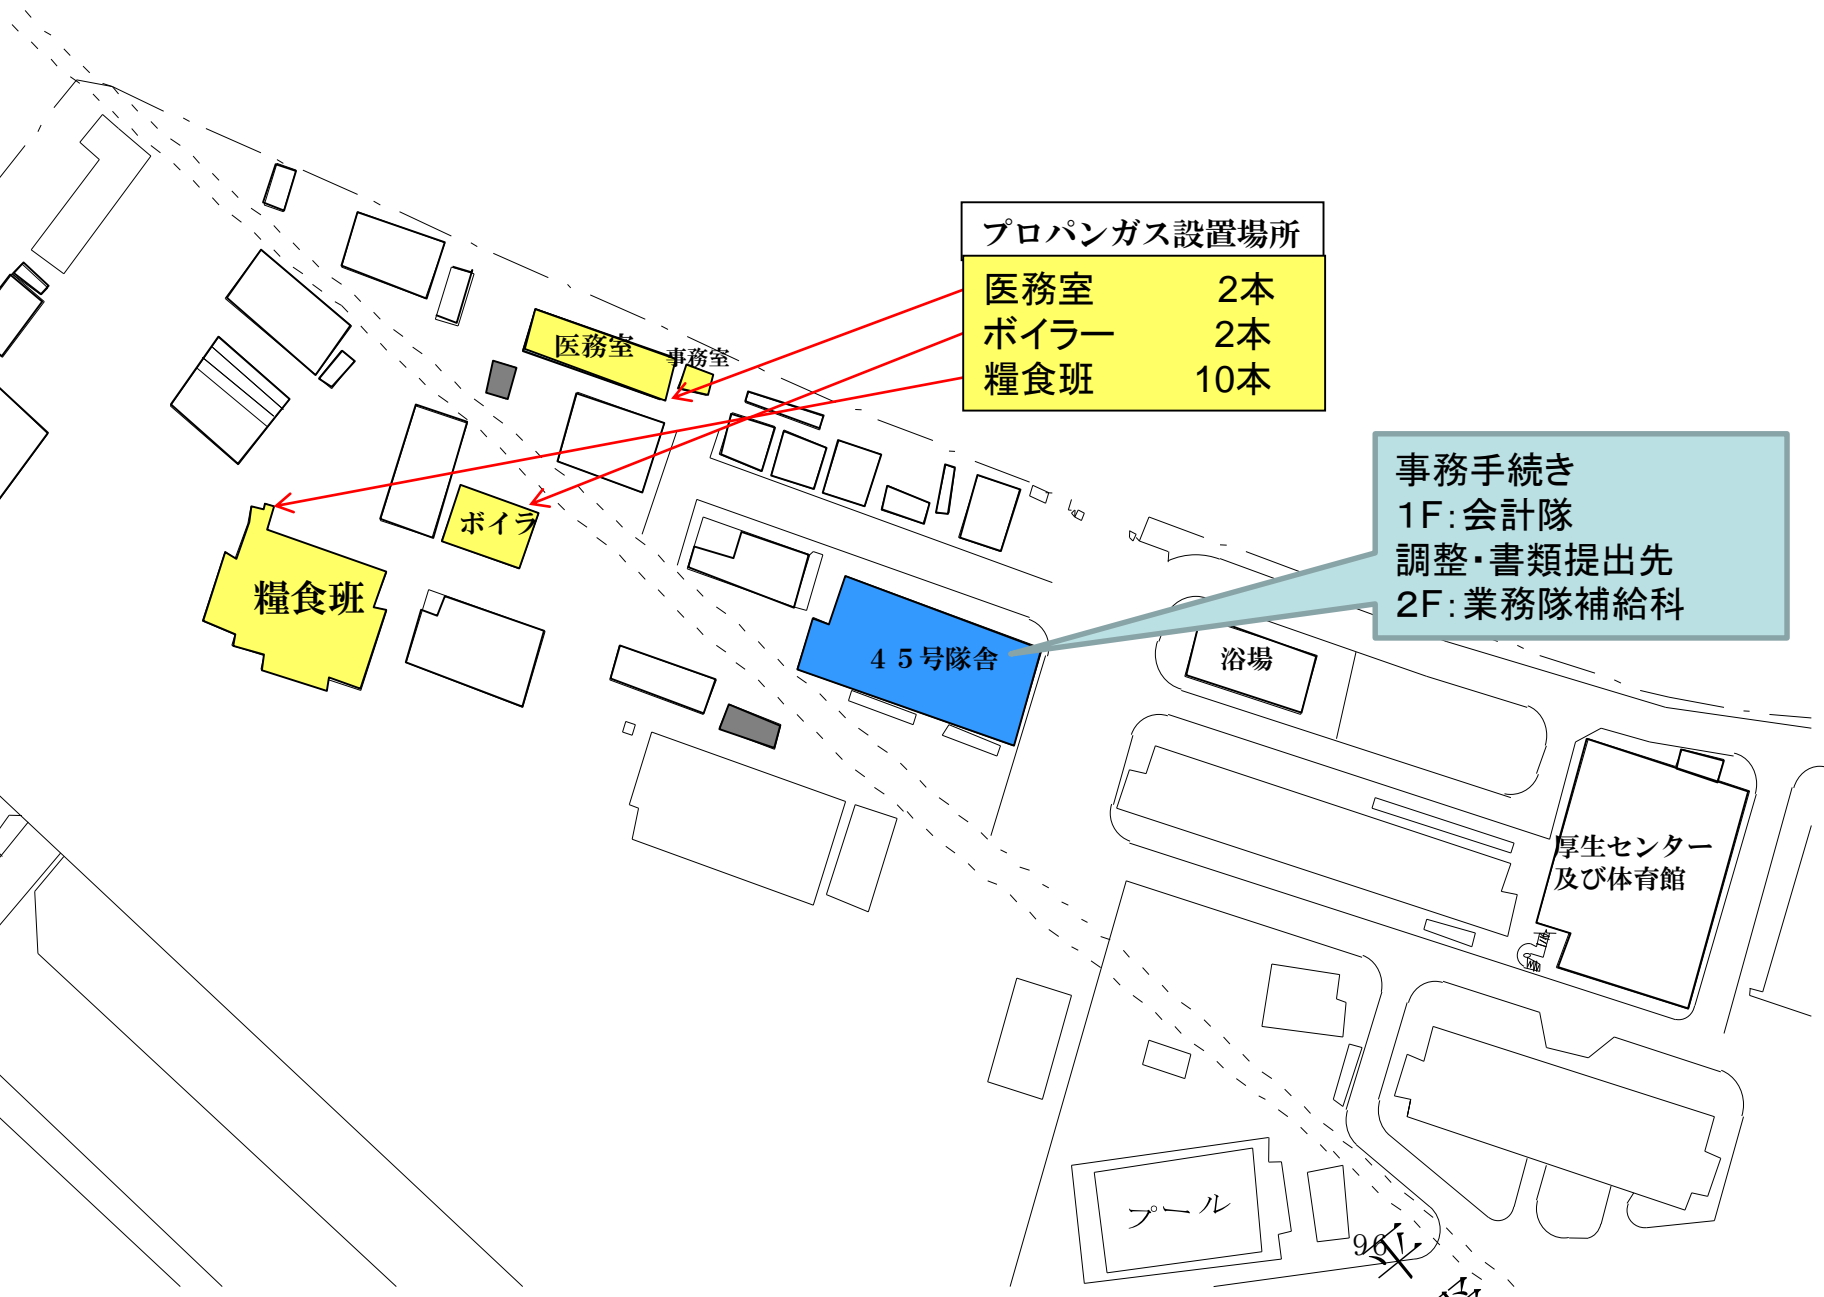 プロパンガス設置場所
医務室 2本
ボイラー 2本
糧食班 10本
医務室
事務室
ボイラ
糧食班
事務手続き
1F:会計隊
調整・書類提出先
2F:業務隊補給科
45号隊舎
浴場
厚生センター
及び体育館
プール